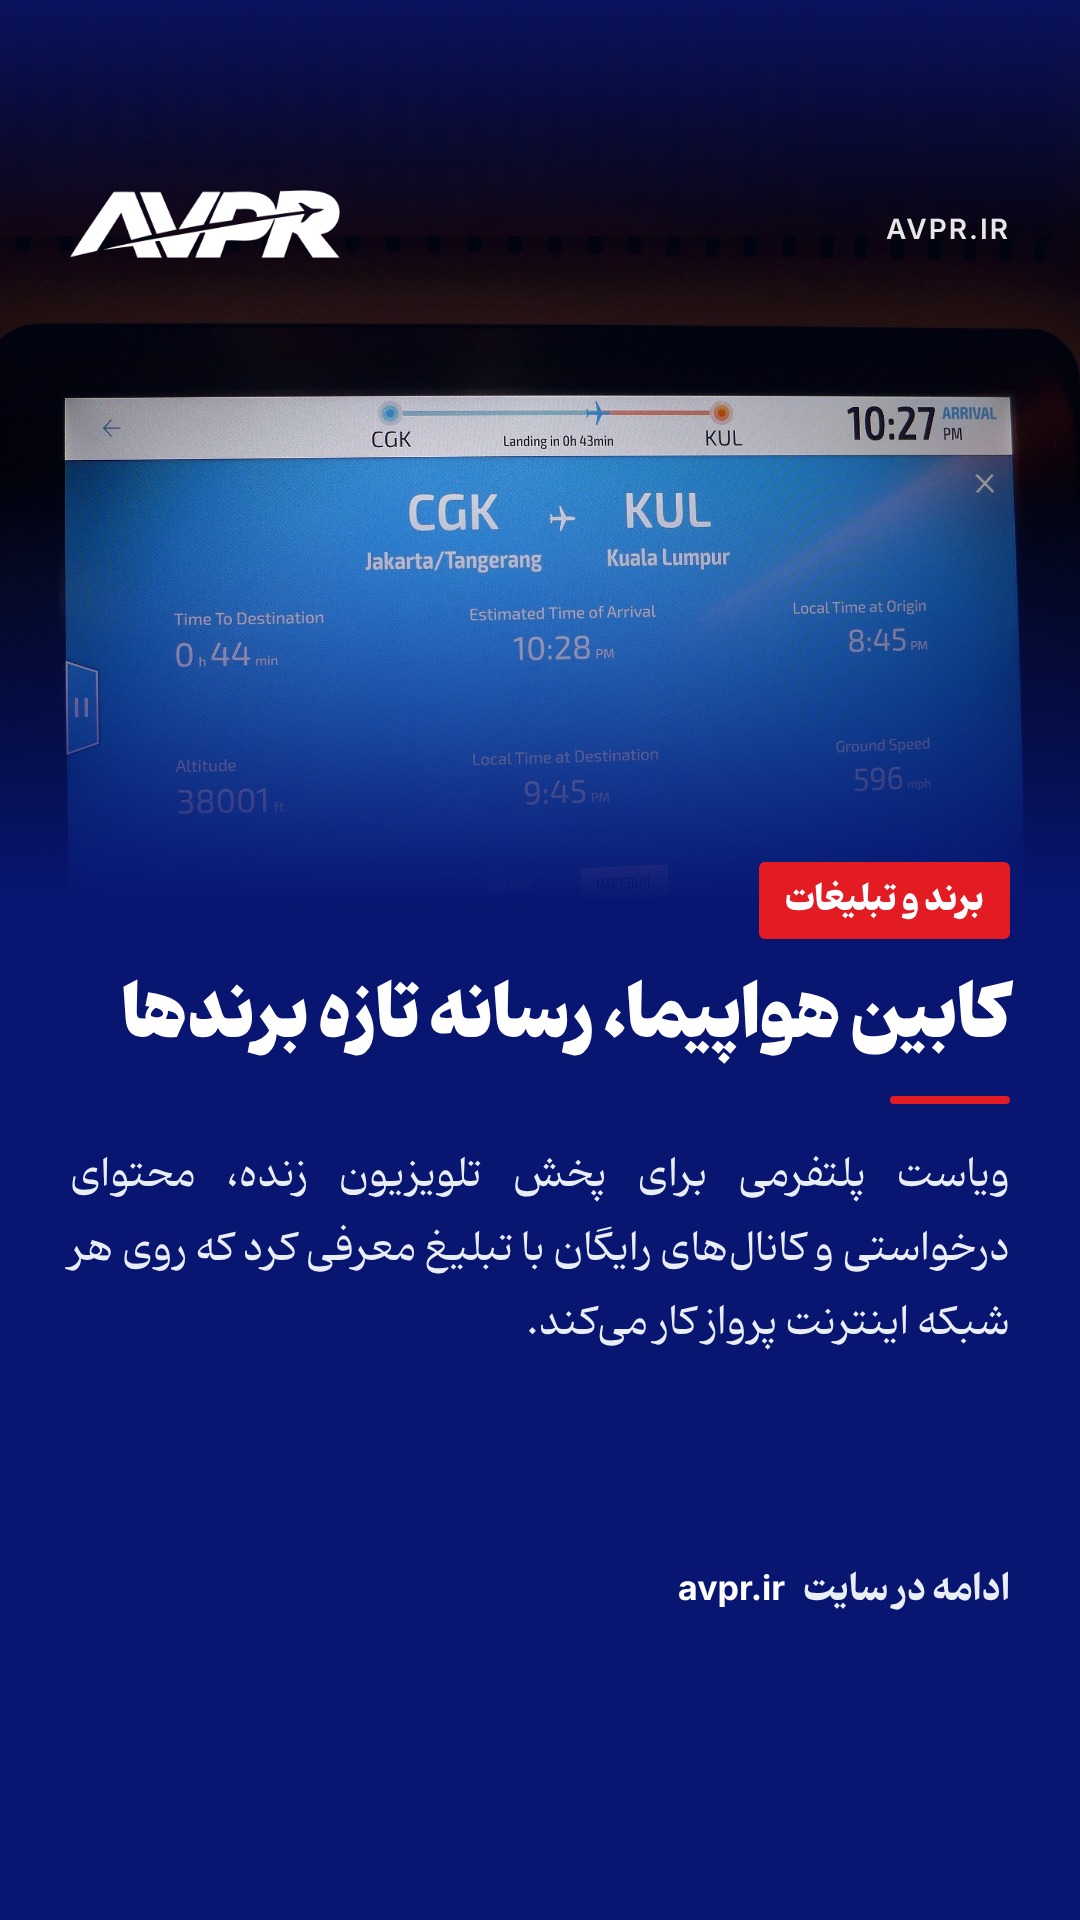 AVPR
AVPR.IR
CGK
Landing in 0h 43min
KUL
10:27 ARRIVAL PM
CGK KUL
Jakarta/Tangerang Kuala Lumpur
Time To Destination Estimated Time of Arrival Local Time at Origin
0 h 44 min 10:28 PM 8:45 PM
Altitude Local Time at Destination Ground Speed
38001 ft 9:45 PM 596 mph
IMPERIAL
برند و تبلیغات
کابین هواپیما، رسانه تازه برندها
ویاست پلتفرمی برای پخش تلویزیون زنده، محتوای
درخواستی و کانال‌های رایگان با تبلیغ معرفی کرد که روی هر
شبکه اینترنت پرواز کار می‌کند.
ادامه در سایت avpr.ir